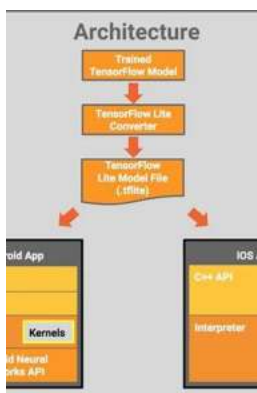 Architecture
Trained
TensorFlow Model
TensorFlow Lite
Converter
TensorFlow
Lite Model File
(.tflite)
roid App
Kernels
id Neural
orks API
IOS A
C++ API
Interpreter